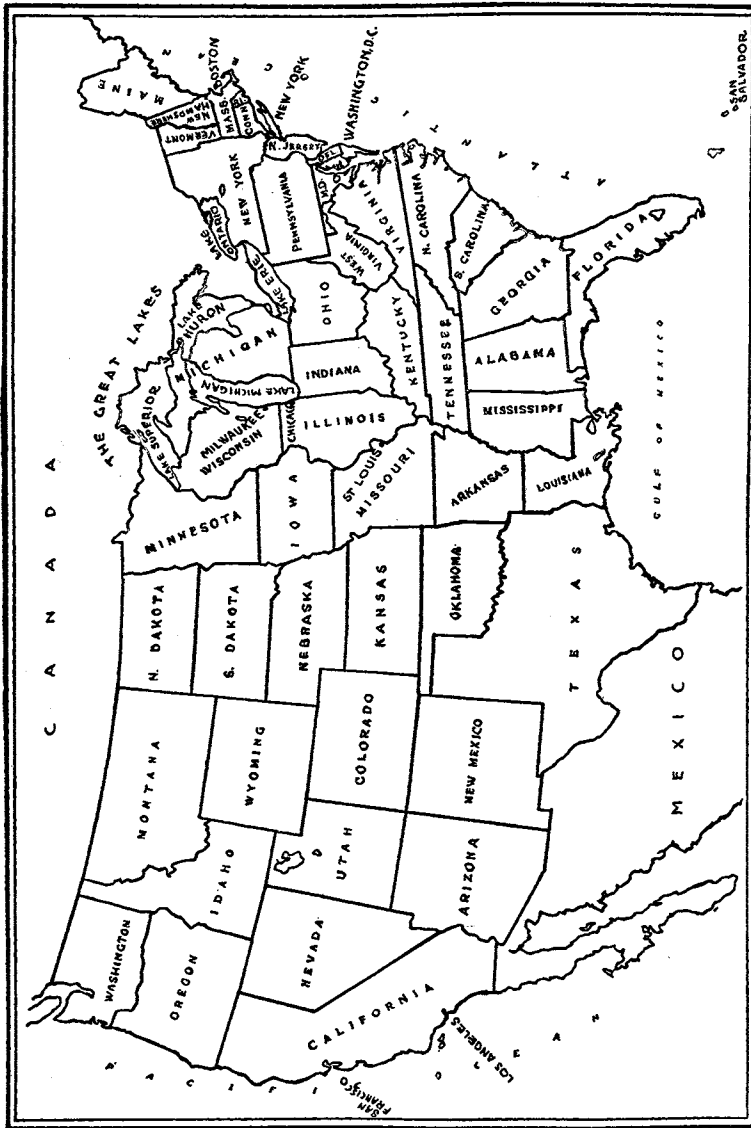 CANADA
THE GREAT LAKES
LAKE SUPERIOR
LAKE HURON
LAKE MICHIGAN
LAKE ERIE
LAKE ONTARIO
WASHINGTON
OREGON
CALIFORNIA
NEVADA
IDAHO
MONTANA
WYOMING
UTAH
COLORADO
ARIZONA
NEW MEXICO
N. DAKOTA
S. DAKOTA
NEBRASKA
KANSAS
OKLAHOMA
TEXAS
MINNESOTA
IOWA
ST LOUIS
MISSOURI
ARKANSAS
LOUISIANA
MILWAUKEE
WISCONSIN
CHICAGO
ILLINOIS
MICHIGAN
INDIANA
OHIO
KENTUCKY
TENNESSEE
MISSISSIPPI
ALABAMA
GEORGIA
FLORIDA
S. CAROLINA
N. CAROLINA
VIRGINIA
WEST
VIRGINIA
MD.
DEL
PENNSYLVANIA
N. JERSEY
NEW YORK
CONN.
MASS.
VERMONT
NEW
HAMPSHIRE
MAINE
BOSTON
NEW YORK
WASHINGTON, D.C.
SAN
FRANCISCO
LOS ANGELES
PACIFIC OCEAN
ATLANTIC
MEXICO
GULF OF MEXICO
SAN
SALVADOR